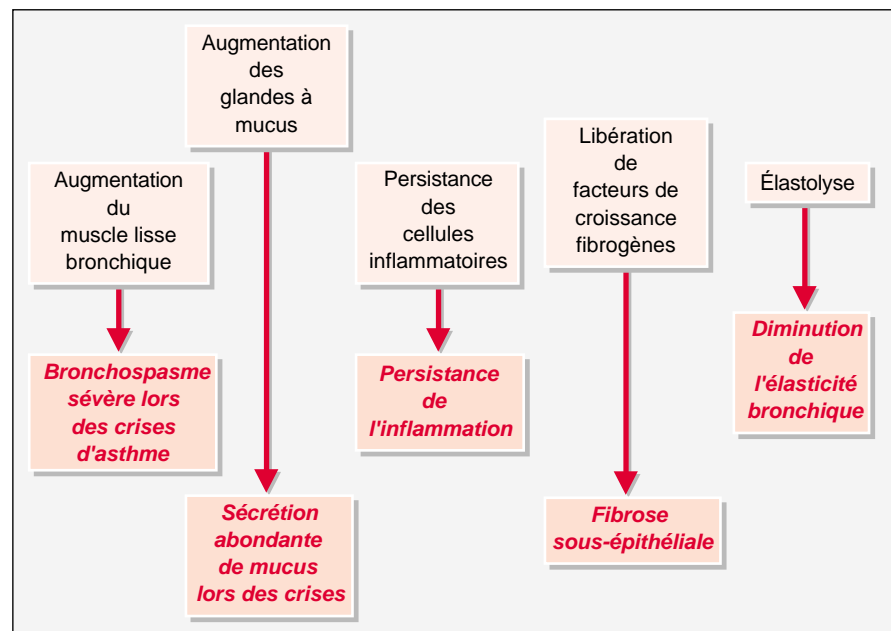 Augmentation
des
glandes à
mucus
Augmentation
du
muscle lisse
bronchique
Persistance
des
cellules
inflammatoires
Libération
de
facteurs de
croissance
fibrogènes
Élastolyse
Bronchospasme
sévère lors
des crises
d'asthme
Sécrétion
abondante
de mucus
lors des crises
Persistance
de
l'inflammation
Fibrose
sous-épithéliale
Diminution
de
l'élasticité
bronchique